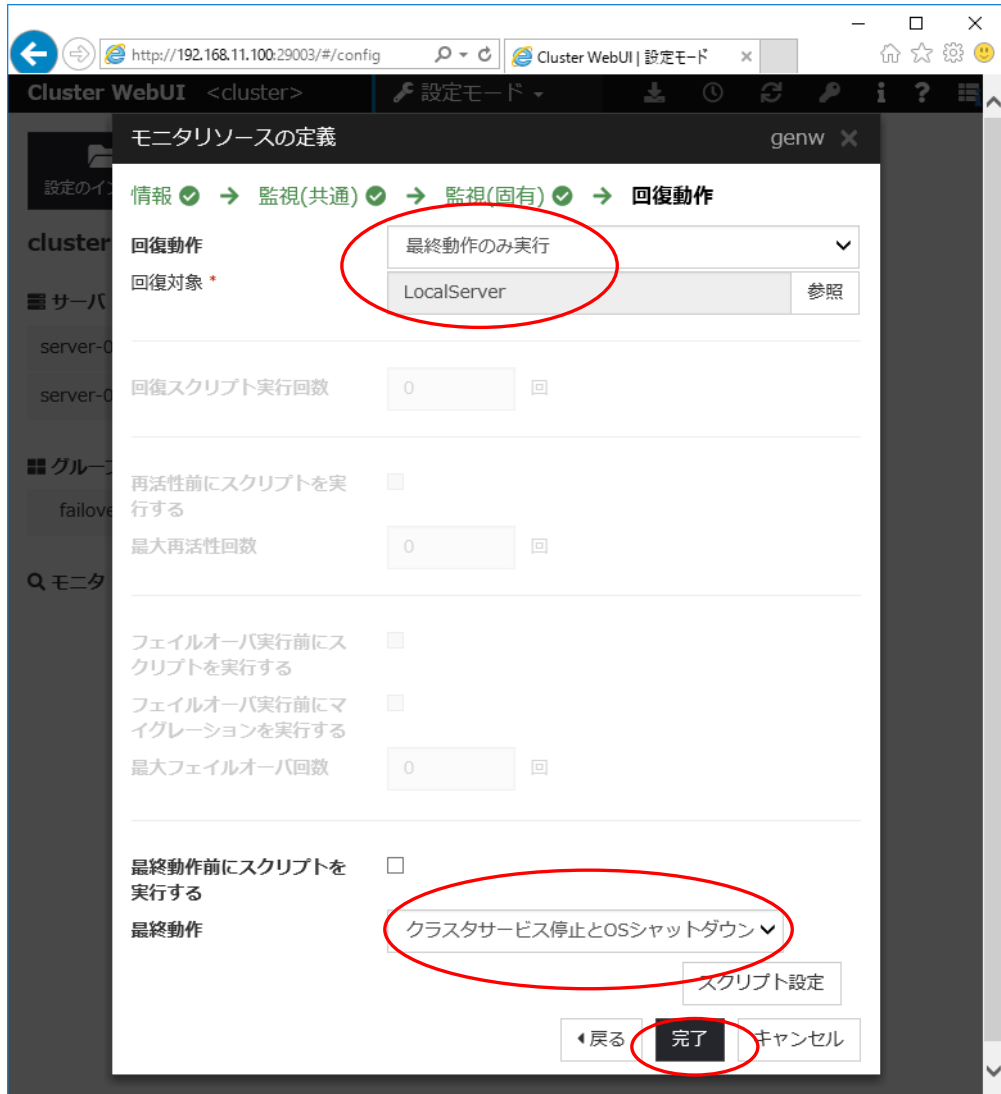 http://192.168.11.100:29003/#/config
Cluster WebUI | 設定モード
Cluster WebUI <cluster> 設定モード
モニタリソースの定義 genw
設定のイン
情報 → 監視(共通) → 監視(固有) → 回復動作
cluster
回復動作 最終動作のみ実行
回復対象 * LocalServer 参照
サーバ
server-0
server-0
回復スクリプト実行回数 0 回
グループ
failove
再活性前にスクリプトを実
行する
最大再活性回数 0 回
モニタ
フェイルオーバ実行前にス
クリプトを実行する
フェイルオーバ実行前にマ
イグレーションを実行する
最大フェイルオーバ回数 0 回
最終動作前にスクリプトを
実行する
最終動作 クラスタサービス停止とOSシャットダウン
スクリプト設定
戻る 完了 キャンセル